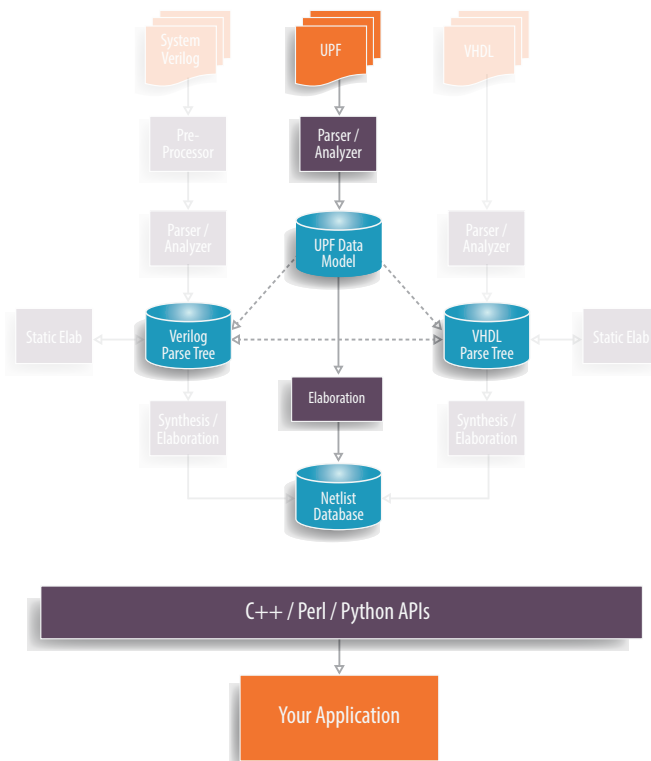 System
Verilog
UPF
VHDL
Pre-
Processor
Parser /
Analyzer
Parser /
Analyzer
UPF Data
Model
Parser /
Analyzer
Static Elab
Verilog
Parse Tree
VHDL
Parse Tree
Static Elab
Synthesis /
Elaboration
Elaboration
Synthesis /
Elaboration
Netlist
Database
C++ / Perl / Python APIs
Your Application